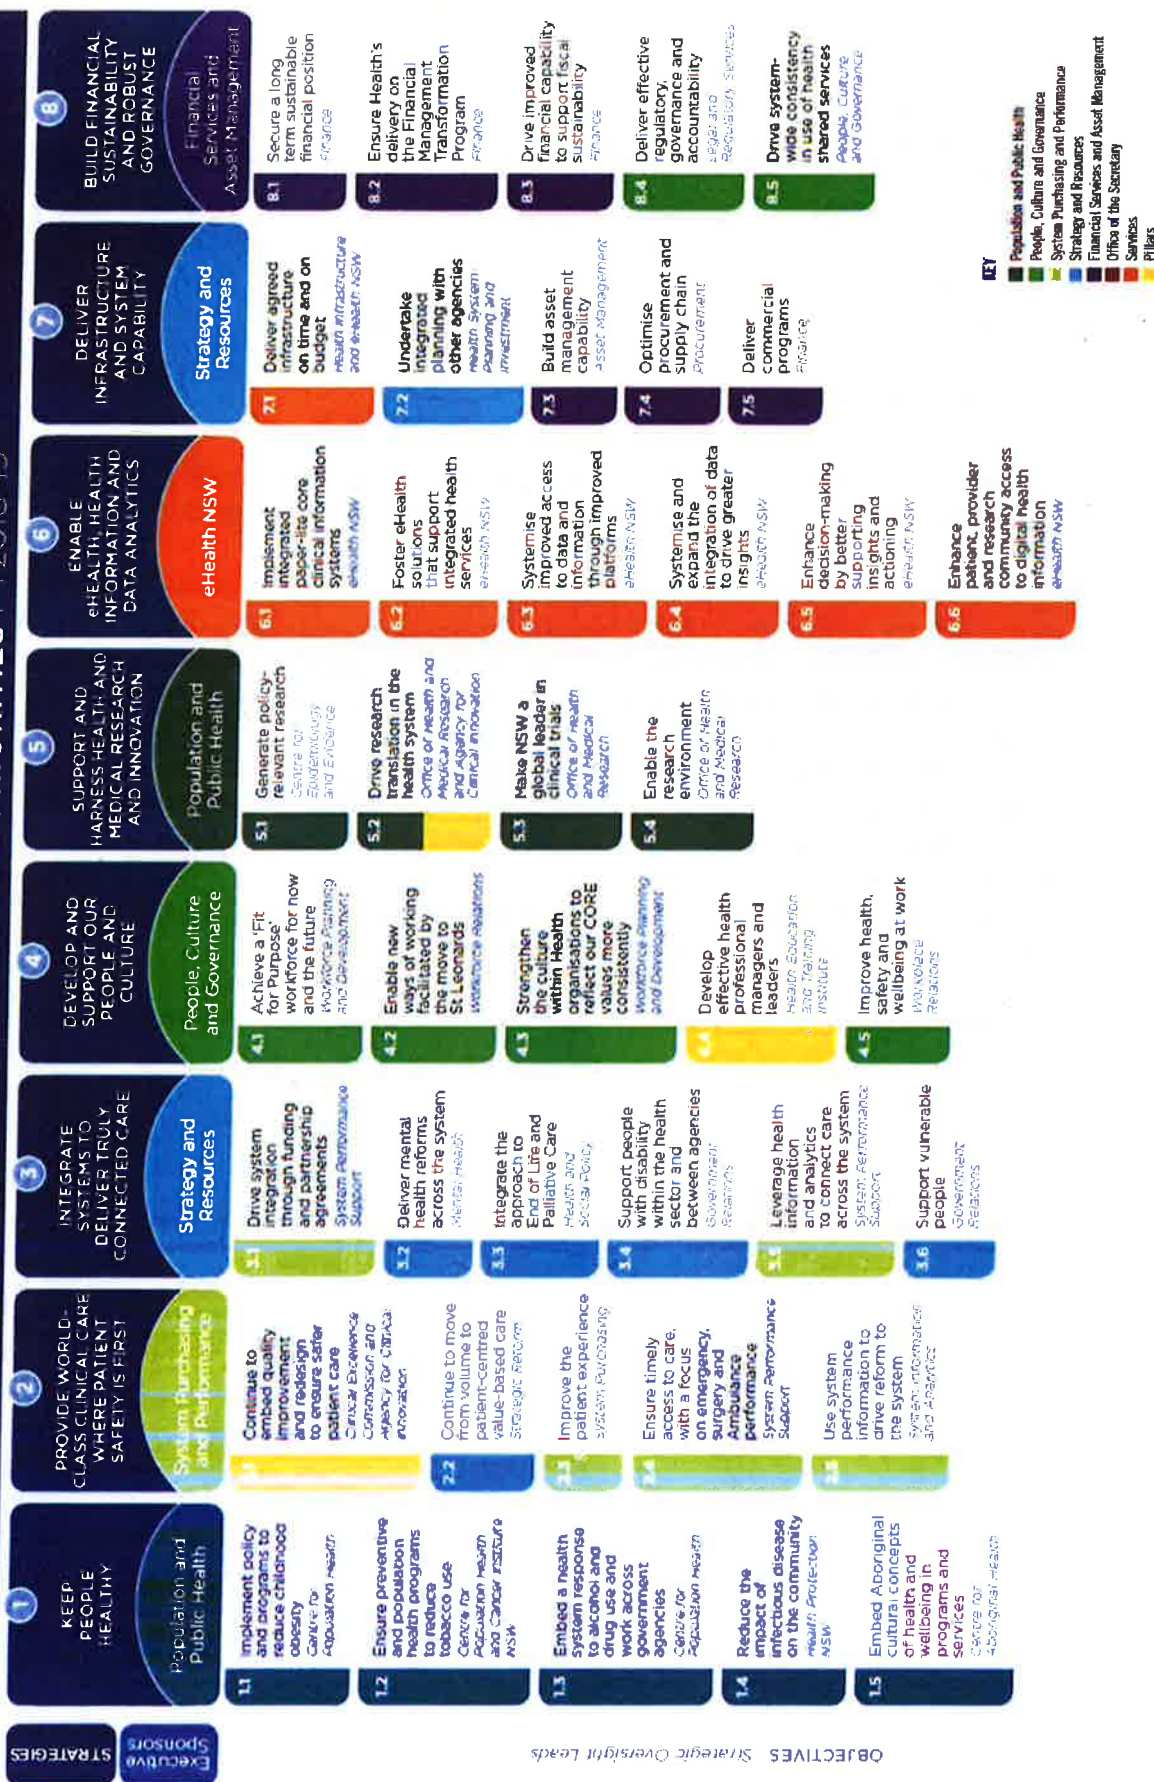 STRATEGIES
Executive
Sponsors
OBJECTIVES Strategic Oversight Leads
1
KEEP
PEOPLE
HEALTHY
Population and
Public Health
1.1
Implement policy
and programs to
reduce childhood
obesity
Centre for
Population Health
1.2
Ensure preventive
and population
health programs
to reduce
tobacco use
Centre for
Population Health
and Cancer Institute
NSW
1.3
Embed a health
system response
to alcohol and
drug use and
work across
government
agencies
Centre for
Population Health
1.4
Reduce the
impact of
infectious disease
on the community
Health Protection
NSW
1.5
Embed Aboriginal
cultural concepts
of health and
wellbeing in
programs and
services
Centre for
Aboriginal Health
2
PROVIDE WORLD-
CLASS CLINICAL CARE
WHERE PATIENT
SAFETY IS FIRST
System Purchasing
and Performance
2.1
Continue to
embed quality
improvement
and redesign
to ensure safer
patient care
Clinical Excellence
Commission and
Agency for Clinical
Innovation
2.2
Continue to move
from volume to
patient-centred
value-based care
Strategic Reform
2.3
Improve the
patient experience
System Purchasing
2.4
Ensure timely
access to care,
with a focus
on emergency,
surgery and
Ambulance
performance
System Performance
Support
2.5
Use system
performance
information to
drive reform to
the system
System Information
and Analytics
3
INTEGRATE
SYSTEMS TO
DELIVER TRULY
CONNECTED CARE
Strategy and
Resources
3.1
Drive system
integration
through funding
and partnership
agreements
System Performance
Support
3.2
Deliver mental
health reforms
across the system
Mental Health
3.3
Integrate the
approach to
End of Life and
Palliative Care
Health and
Social Policy
3.4
Support people
with disability
within the health
sector and
between agencies
Government
Relations
3.5
Leverage health
information
and analytics
to connect care
across the system
System Performance
Support
3.6
Support vulnerable
people
Government
Relations
4
DEVELOP AND
SUPPORT OUR
PEOPLE AND
CULTURE
People, Culture
and Governance
4.1
Achieve a 'Fit
for Purpose'
workforce for now
and the future
Workforce Planning
and Development
4.2
Enable new
ways of working
facilitated by
the move to
St Leonards
Workforce Relations
4.3
Strengthen
the culture
within Health
organisations to
reflect our CORE
values more
consistently
Workforce Planning
and Development
4.4
Develop
effective health
professional
managers and
leaders
Health Education
and Training
Institute
4.5
Improve health,
safety and
wellbeing at work
Workplace
Relations
5
SUPPORT AND
HARNESS HEALTH AND
MEDICAL RESEARCH
AND INNOVATION
Population and
Public Health
5.1
Generate policy-
relevant research
Centre for
Epidemiology
and Evidence
5.2
Drive research
translation in the
health system
Office of Health and
Medical Research
and Agency for
Clinical Innovation
5.3
Make NSW a
global leader in
clinical trials
Office of Health
and Medical
Research
5.4
Enable the
research
environment
Office of Health
and Medical
Research
6
ENABLE
eHEALTH, HEALTH
INFORMATION AND
DATA ANALYTICS
eHealth NSW
6.1
Implement
integrated
paper-lite core
clinical information
systems
eHealth NSW
6.2
Foster eHealth
solutions
that support
integrated health
services
eHealth NSW
6.3
Systemise
improved access
to data and
information
through improved
platforms
eHealth NSW
6.4
Systemise and
expand the
integration of data
to drive greater
insights
eHealth NSW
6.5
Enhance
decision-making
by better
supporting
insights and
actioning
eHealth NSW
6.6
Enhance
patient, provider
and research
community access
to digital health
information
eHealth NSW
7
DELIVER
INFRASTRUCTURE
AND SYSTEM
CAPABILITY
Strategy and
Resources
7.1
Deliver agreed
infrastructure
on time and on
budget
Health Infrastructure
and eHealth NSW
7.2
Undertake
integrated
planning with
other agencies
Health System
Planning and
Investment
7.3
Build asset
management
capability
Asset Management
7.4
Optimise
procurement and
supply chain
Procurement
7.5
Deliver
commercial
programs
Finance
8
BUILD FINANCIAL
SUSTAINABILITY
AND ROBUST
GOVERNANCE
Financial
Services and
Asset Management
8.1
Secure a long
term sustainable
financial position
Finance
8.2
Ensure Health's
delivery on
the Financial
Management
Transformation
Program
Finance
8.3
Drive improved
financial capability
to support fiscal
sustainability
Finance
8.4
Deliver effective
regulatory,
governance and
accountability
Legal and
Regulatory Services
8.5
Drive system-
wide consistency
in use of health
shared services
People, Culture
and Governance
KEY
Population and Public Health
People, Culture and Governance
System Purchasing and Performance
Strategy and Resources
Financial Services and Asset Management
Office of the Secretary
Services
Pillars